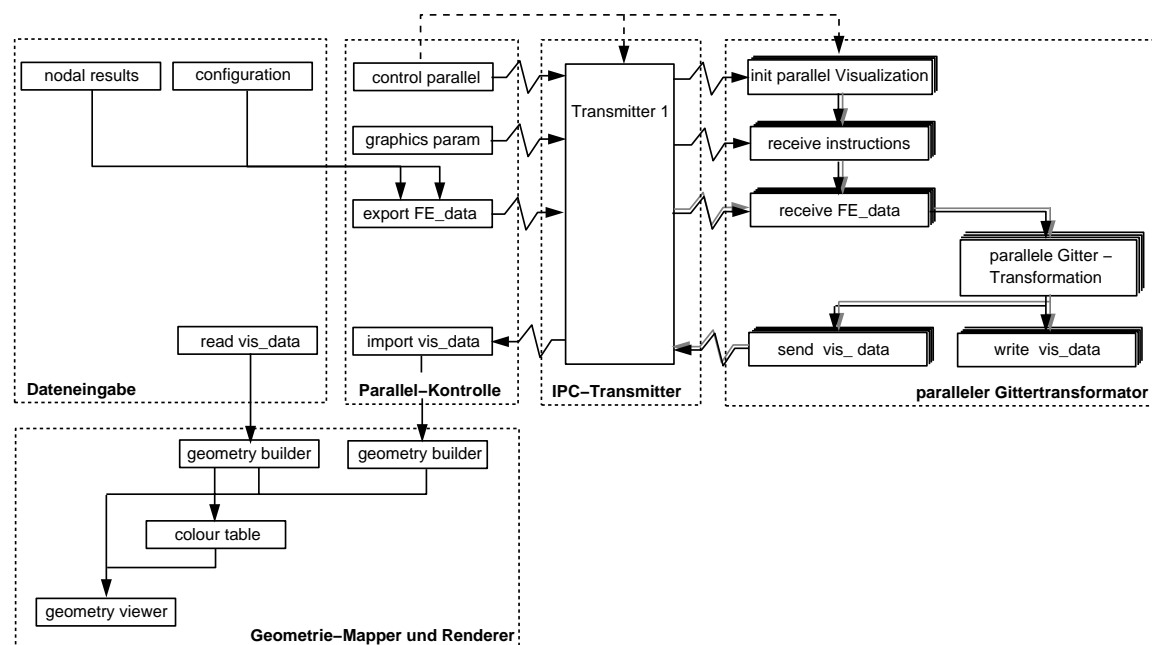 nodal results
configuration
control parallel
graphics param
export FE_data
Transmitter 1
init parallel Visualization
receive instructions
receive FE_data
parallele Gitter –
Transformation
read vis_data
import vis_data
send vis_ data
write vis_data
Dateneingabe
Parallel–Kontrolle
IPC–Transmitter
paralleler Gittertransformator
geometry builder
geometry builder
colour table
geometry viewer
Geometrie–Mapper und Renderer